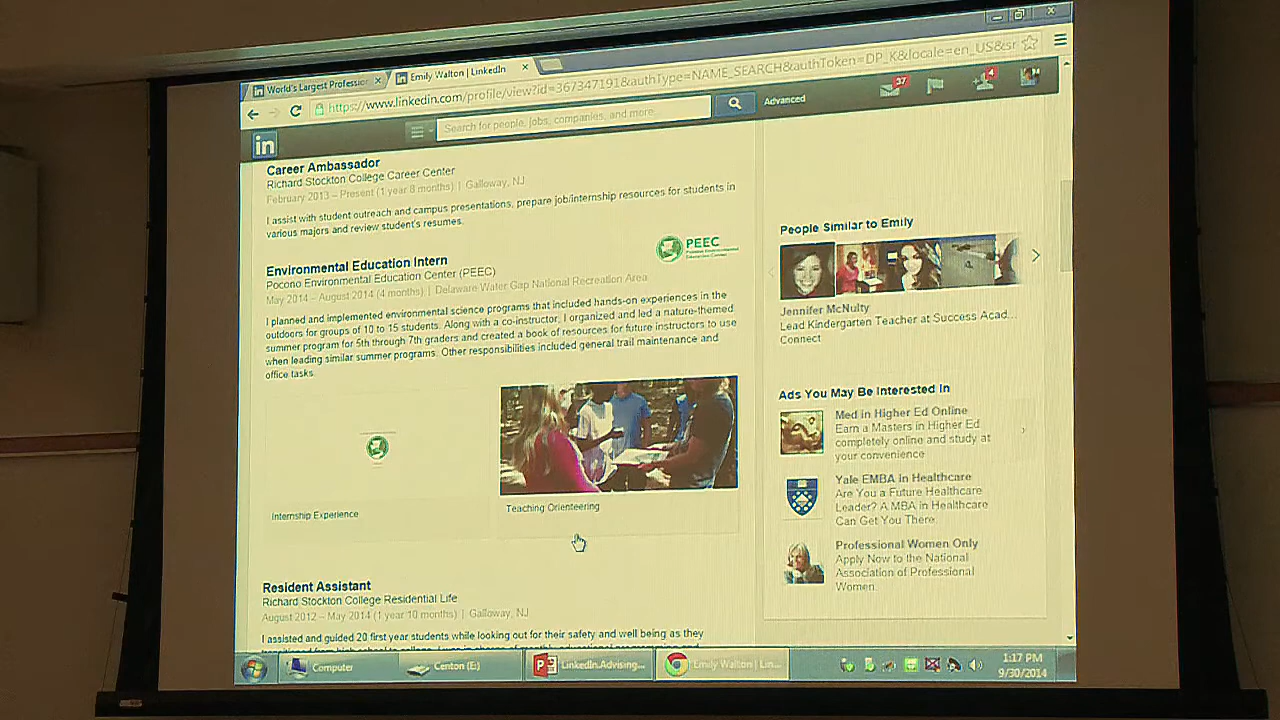 World's Largest Profession
Emily Walton | LinkedIn
https://www.linkedin.com/profile/view?id=367347191&authType=NAME_SEARCH&authToken=DP_K&locale=en_US&sr
in
Search for people, jobs, companies, and more...
Advanced
37
4
Career Ambassador
Richard Stockton College Career Center
February 2013 – Present (1 year 8 months) | Galloway, NJ
I assist with student outreach and campus presentations, prepare job/internship resources for students in
various majors and review student's resumes.
PEEC
Pocono Environmental
Education Center
Environmental Education Intern
Pocono Environmental Education Center (PEEC)
May 2014 – August 2014 (4 months) | Delaware Water Gap National Recreation Area
I planned and implemented environmental science programs that included hands-on experiences in the
outdoors for groups of 10 to 15 students. Along with a co-instructor, I organized and led a nature-themed
summer program for 5th through 7th graders and created a book of resources for future instructors to use
when leading similar summer programs. Other responsibilities included general trail maintenance and
office tasks.
Internship Experience
Teaching Orienteering
Resident Assistant
Richard Stockton College Residential Life
August 2012 – May 2014 (1 year 10 months) | Galloway, NJ
I assisted and guided 20 first year students while looking out for their safety and well being as they
People Similar to Emily
Jennifer McNulty
Lead Kindergarten Teacher at Success Acad...
Connect
Ads You May Be Interested In
Med in Higher Ed Online
Earn a Masters in Higher Ed
completely online and study at
your convenience
Yale EMBA in Healthcare
Are You a Future Healthcare
Leader? A MBA in Healthcare
Can Get You There.
Professional Women Only
Apply Now to the National
Association of Professional
Women.
Computer
Centon (E:)
LinkedIn.Advising...
Emily Walton | Lin...
1:17 PM
9/30/2014